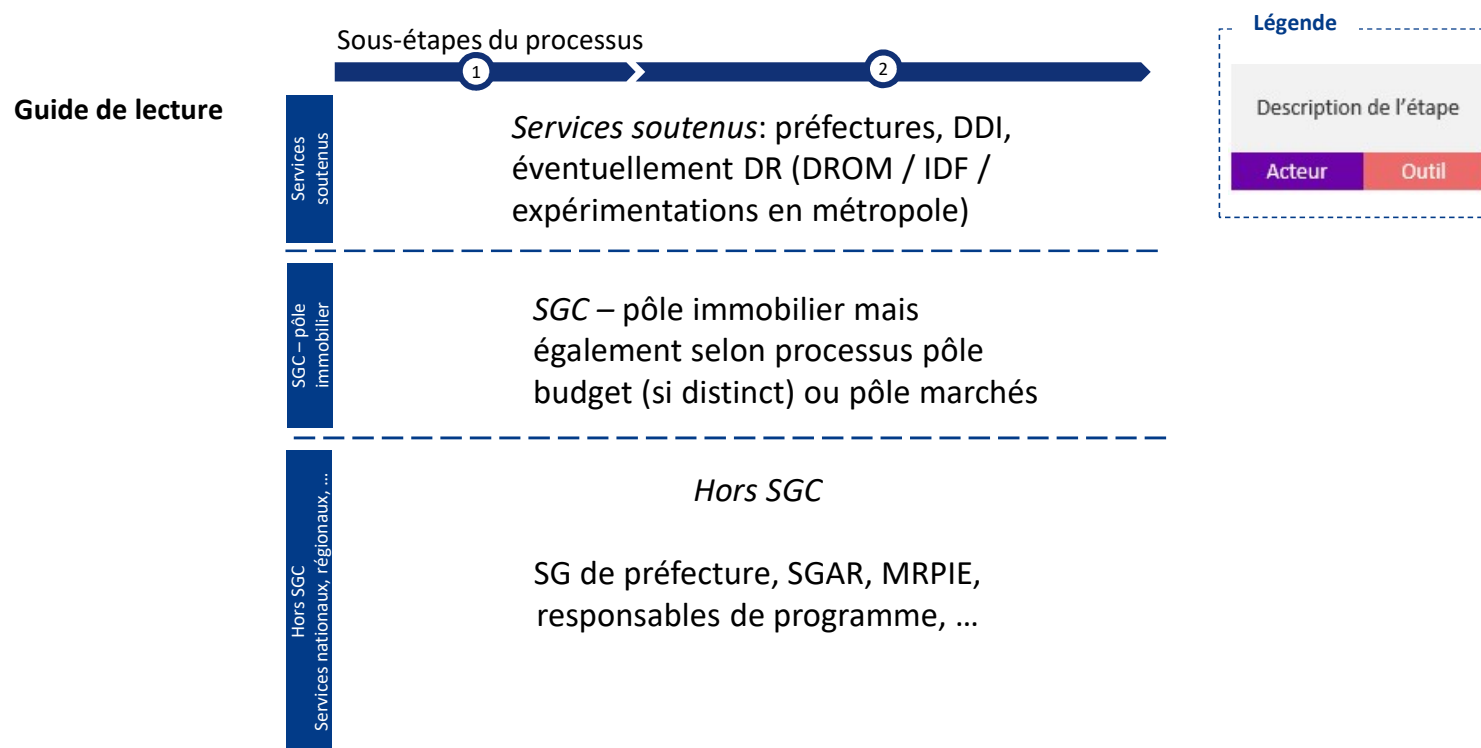 Sous-étapes du processus
1
2
Guide de lecture
Services
soutenus
Services soutenus: préfectures, DDI,
éventuellement DR (DROM / IDF /
expérimentations en métropole)
SGC – pôle
immobilier
SGC – pôle immobilier mais
également selon processus pôle
budget (si distinct) ou pôle marchés
Hors SGC
Services nationaux, régionaux, ...
Hors SGC
SG de préfecture, SGAR, MRPIE,
responsables de programme, ...
Légende
Description de l'étape
Acteur
Outil